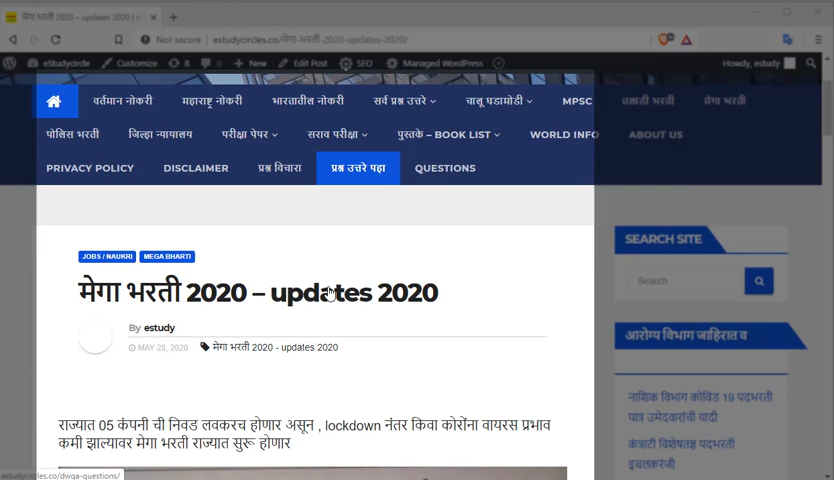 मेगा भरती 2020 – updates 2020 | e
Not secure | estudycircles.co/मेगा-भरती-2020-updates-2020/
eStudycircle Customize 8 0 New Edit Post SEO Managed WordPress Howdy, estudy
वर्तमान नोकरी महाराष्ट्र नोकरी भारतातील नोकरी सर्व प्रश्न उत्तरे चालू घडामोडी MPSC तलाठी भरती मेगा भरती
पोलिस भरती जिल्हा न्यायालय परीक्षा पेपर सराव परीक्षा पुस्तके – BOOK LIST WORLD INFO ABOUT US
PRIVACY POLICY DISCLAIMER प्रश्न विचारा प्रश्न उत्तरे पहा QUESTIONS
JOBS / NAUKRI MEGA BHARTI
मेगा भरती 2020 – updates 2020
By estudy
MAY 28, 2020 मेगा भरती 2020 - updates 2020
राज्यात 05 कंपनी ची निवड लवकरच होणार असून , lockdown नंतर किवा कोरोंना वायरस प्रभाव
कमी झाल्यावर मेगा भरती राज्यात सुरू होणार
SEARCH SITE
Search
आरोग्य विभाग जाहिरात व
नाशिक विभाग कोविड 19 पदभरती
पात्र उमेदवारांची यादी
कंत्राटी विशेषतज्ञ पदभरती
इचलकरंजी
estudycircles.co/dwqa-questions/